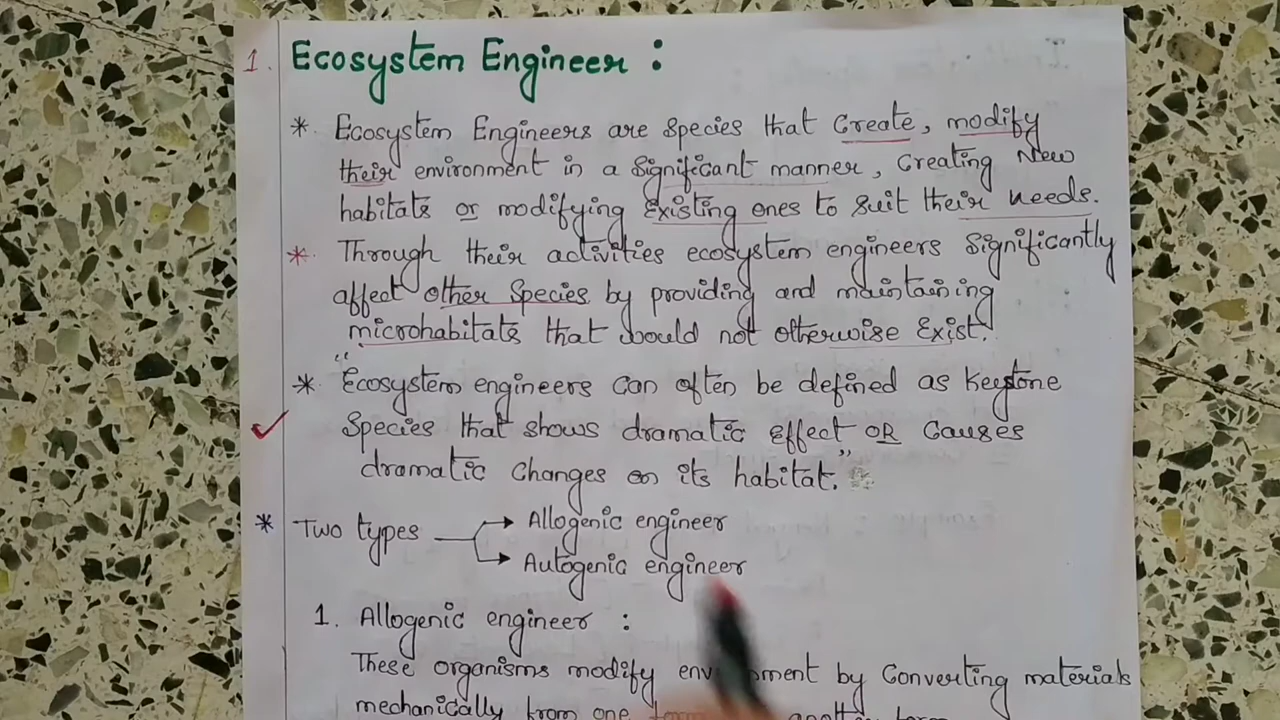 1. Ecosystem Engineer :
* Ecosystem Engineers are species that Create, modify
their environment in a significant manner, creating New
habitats or modifying existing ones to suit their needs.
* Through their activities ecosystem engineers significantly
affect other species by providing and maintaining
microhabitats that would not otherwise exist.
* "Ecosystem engineers can often be defined as Keystone
Species that shows dramatic effect OR Causes
dramatic changes on its habitat."
* Two types → Allogenic engineer
→ Autogenic engineer
1. Allogenic engineer :
These organisms modify by converting materials
mechanically from one